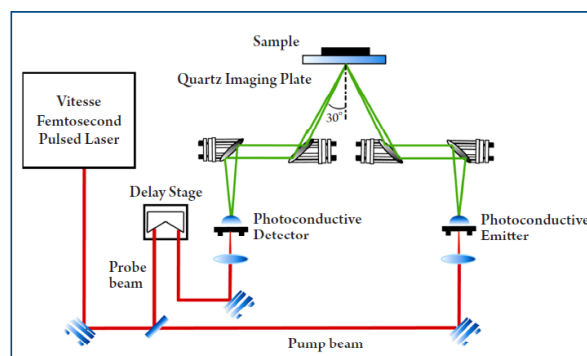 Sample
Quartz Imaging Plate
Vitesse
Femtosecond
Pulsed Laser
30°
Delay Stage
Photoconductive
Detector
Photoconductive
Emitter
Probe
beam
Pump beam